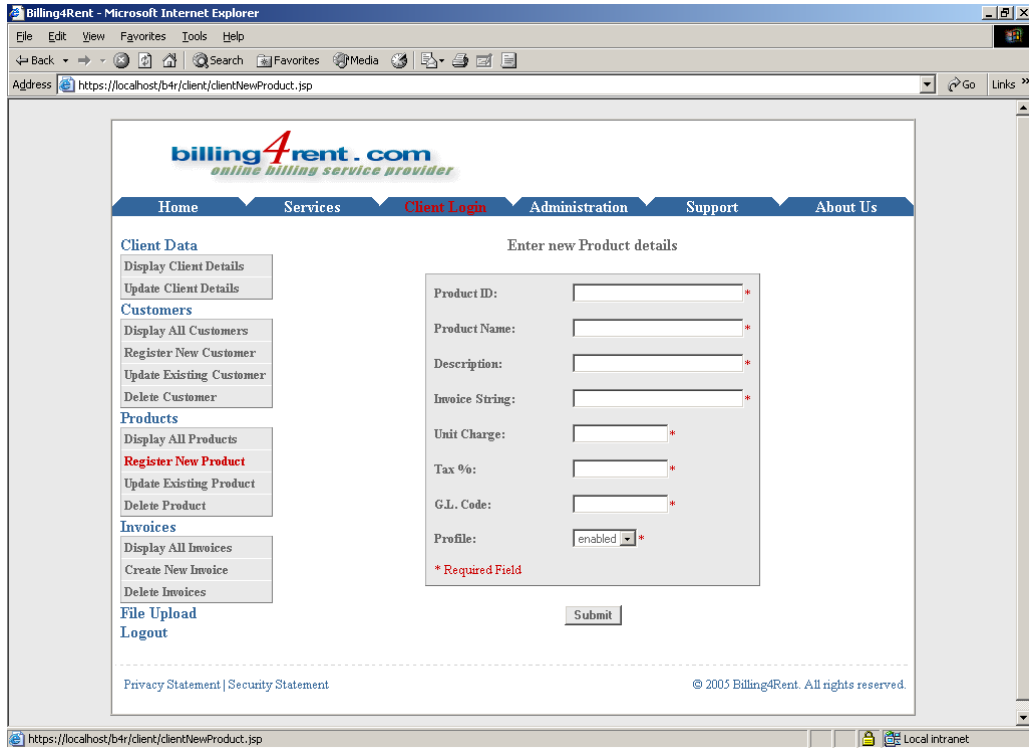 Billing4Rent - Microsoft Internet Explorer
File Edit View Favorites Tools Help
Back Search Favorites Media
Address https://localhost/b4r/client/clientNewProduct.jsp Go Links »
billing4rent.com
online billing service provider
Home Services Client Login Administration Support About Us
Client Data
Display Client Details
Update Client Details
Customers
Display All Customers
Register New Customer
Update Existing Customer
Delete Customer
Products
Display All Products
Register New Product
Update Existing Product
Delete Product
Invoices
Display All Invoices
Create New Invoice
Delete Invoices
File Upload
Logout
Enter new Product details
Product ID: *
Product Name: *
Description: *
Invoice String: *
Unit Charge: *
Tax %: *
G.L. Code: *
Profile: enabled *
* Required Field
Submit
Privacy Statement | Security Statement
© 2005 Billing4Rent. All rights reserved.
https://localhost/b4r/client/clientNewProduct.jsp Local intranet